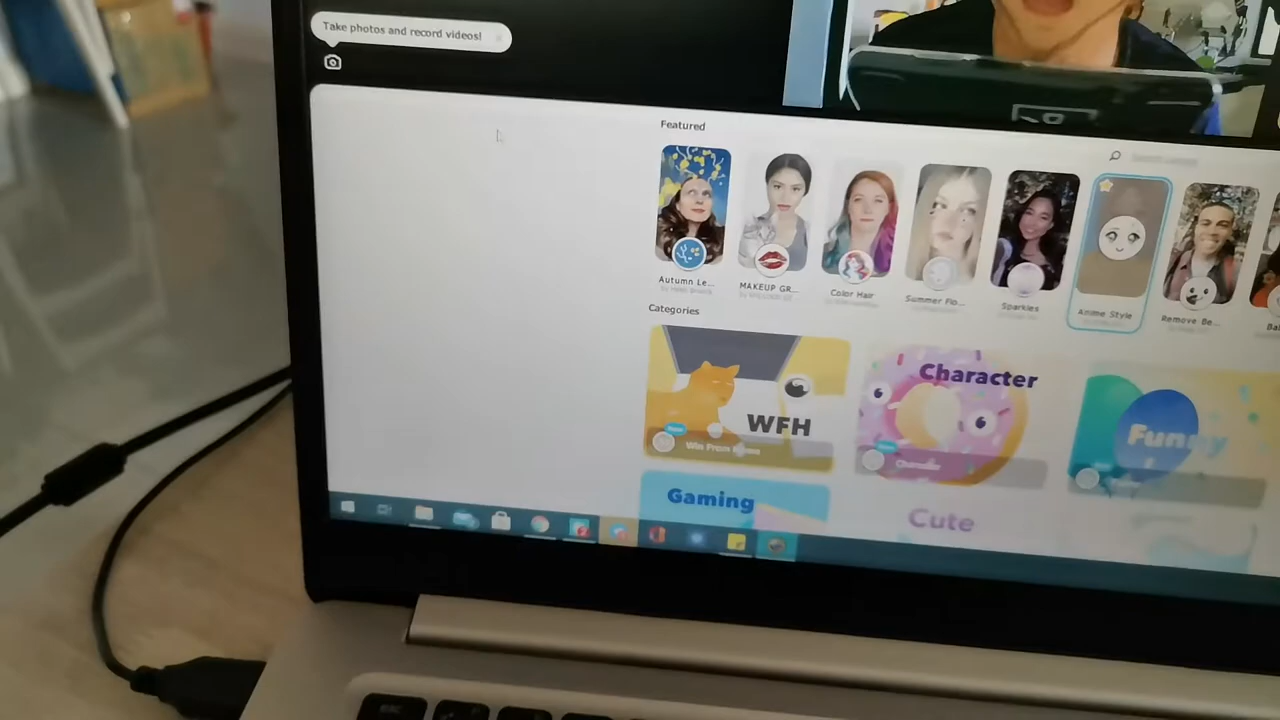 Take photos and record videos!
Featured
Autumn Le...
MAKEUP GR...
Color Hair
Summer Flo...
Sparkles
Anime Style
Remove Be...
Categories
WFH
Character
Funny
Gaming
Cute